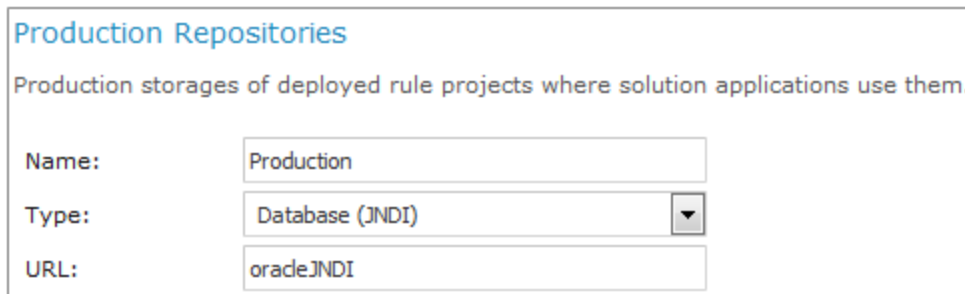 Production Repositories
Production storages of deployed rule projects where solution applications use them.
Name: Production
Type: Database (JNDI)
URL: oracleJNDI